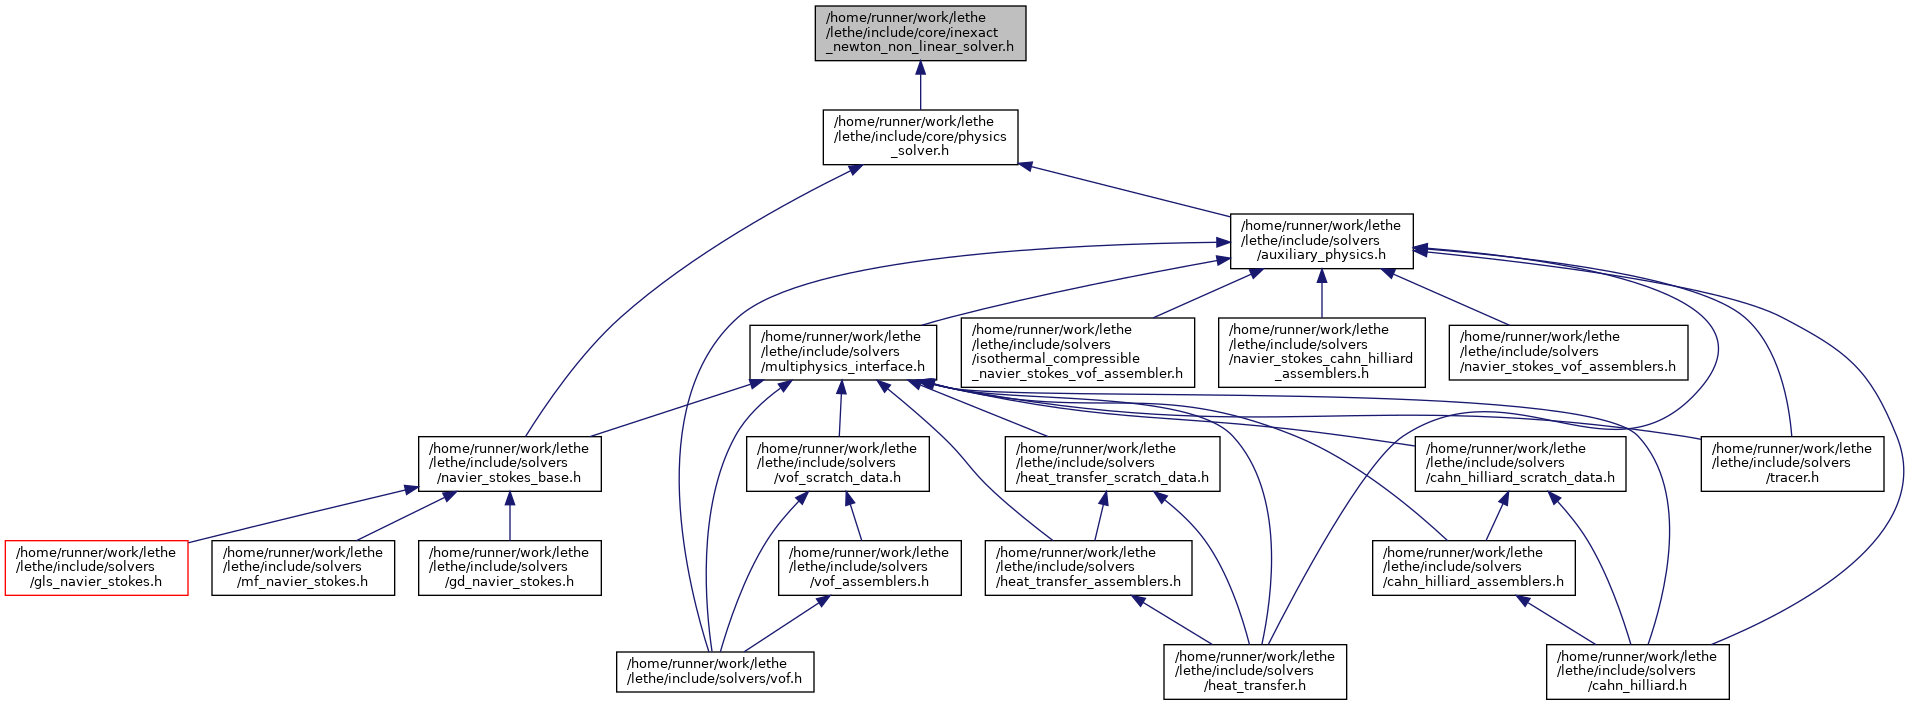 /home/runner/work/lethe
/lethe/include/core/inexact
_newton_non_linear_solver.h
/home/runner/work/lethe
/lethe/include/core/physics
_solver.h
/home/runner/work/lethe
/lethe/include/solvers
/auxiliary_physics.h
/home/runner/work/lethe
/lethe/include/solvers
/multiphysics_interface.h
/home/runner/work/lethe
/lethe/include/solvers
/isothermal_compressible
_navier_stokes_vof_assembler.h
/home/runner/work/lethe
/lethe/include/solvers
/navier_stokes_cahn_hilliard
_assemblers.h
/home/runner/work/lethe
/lethe/include/solvers
/navier_stokes_vof_assemblers.h
/home/runner/work/lethe
/lethe/include/solvers
/navier_stokes_base.h
/home/runner/work/lethe
/lethe/include/solvers
/vof_scratch_data.h
/home/runner/work/lethe
/lethe/include/solvers
/heat_transfer_scratch_data.h
/home/runner/work/lethe
/lethe/include/solvers
/cahn_hilliard_scratch_data.h
/home/runner/work/lethe
/lethe/include/solvers
/tracer.h
/home/runner/work/lethe
/lethe/include/solvers
/gls_navier_stokes.h
/home/runner/work/lethe
/lethe/include/solvers
/mf_navier_stokes.h
/home/runner/work/lethe
/lethe/include/solvers
/gd_navier_stokes.h
/home/runner/work/lethe
/lethe/include/solvers
/vof_assemblers.h
/home/runner/work/lethe
/lethe/include/solvers
/heat_transfer_assemblers.h
/home/runner/work/lethe
/lethe/include/solvers
/cahn_hilliard_assemblers.h
/home/runner/work/lethe
/lethe/include/solvers/vof.h
/home/runner/work/lethe
/lethe/include/solvers
/heat_transfer.h
/home/runner/work/lethe
/lethe/include/solvers
/cahn_hilliard.h